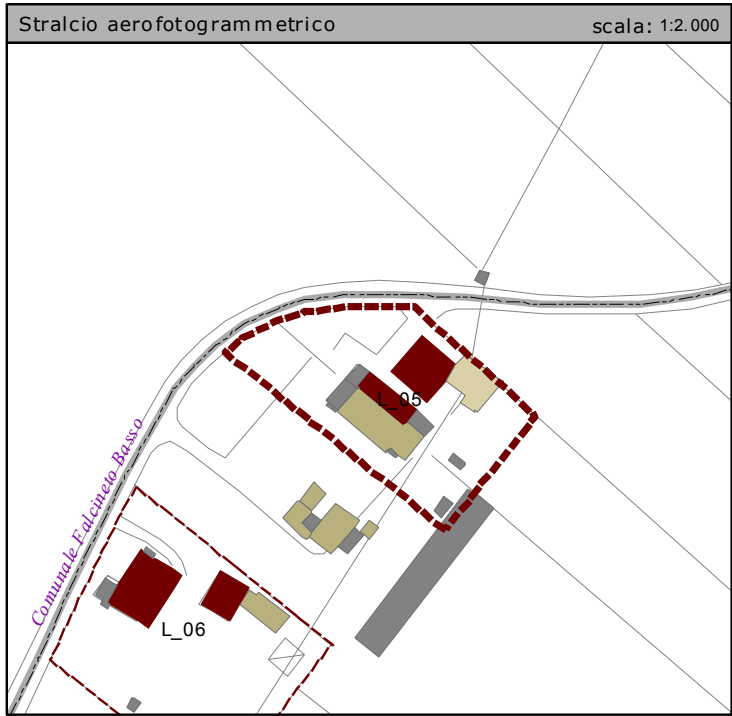 Stralcio aerofotogrammetrico scala: 1:2.000
L_05
Comunale Falcineto Basso
L_06